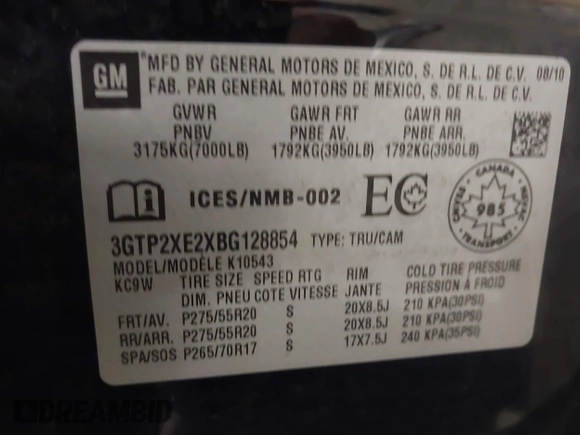 GM
*MFD BY GENERAL MOTORS DE MEXICO, S. DE R.L. DE C.V. 08/10
FAB. PAR GENERAL MOTORS DE MEXICO, S. DE R.L. DE C.V.
GVWR GAWR FRT GAWR RR
PNBV PNBE AV. PNBE ARR.
3175KG(7000LB) 1792KG(3950LB) 1792KG(3950LB)
ICES/NMB-002 EC CANADA 985
3GTP2XE2XBG128854 TYPE: TRU/CAM
MODEL/MODÈLE K10543
KC9W TIRE SIZE SPEED RTG RIM COLD TIRE PRESSURE
DIM. PNEU COTE VITESSE JANTE PRESSION À FROID
FRT/AV. P275/55R20 S 20X8.5J 210 KPA(30PSI)
RR/ARR. P275/55R20 S 20X8.5J 210 KPA(30PSI)
SPA/SOS P265/70R17 S 17X7.5J 240 KPA(35PSI)
DREAMBID